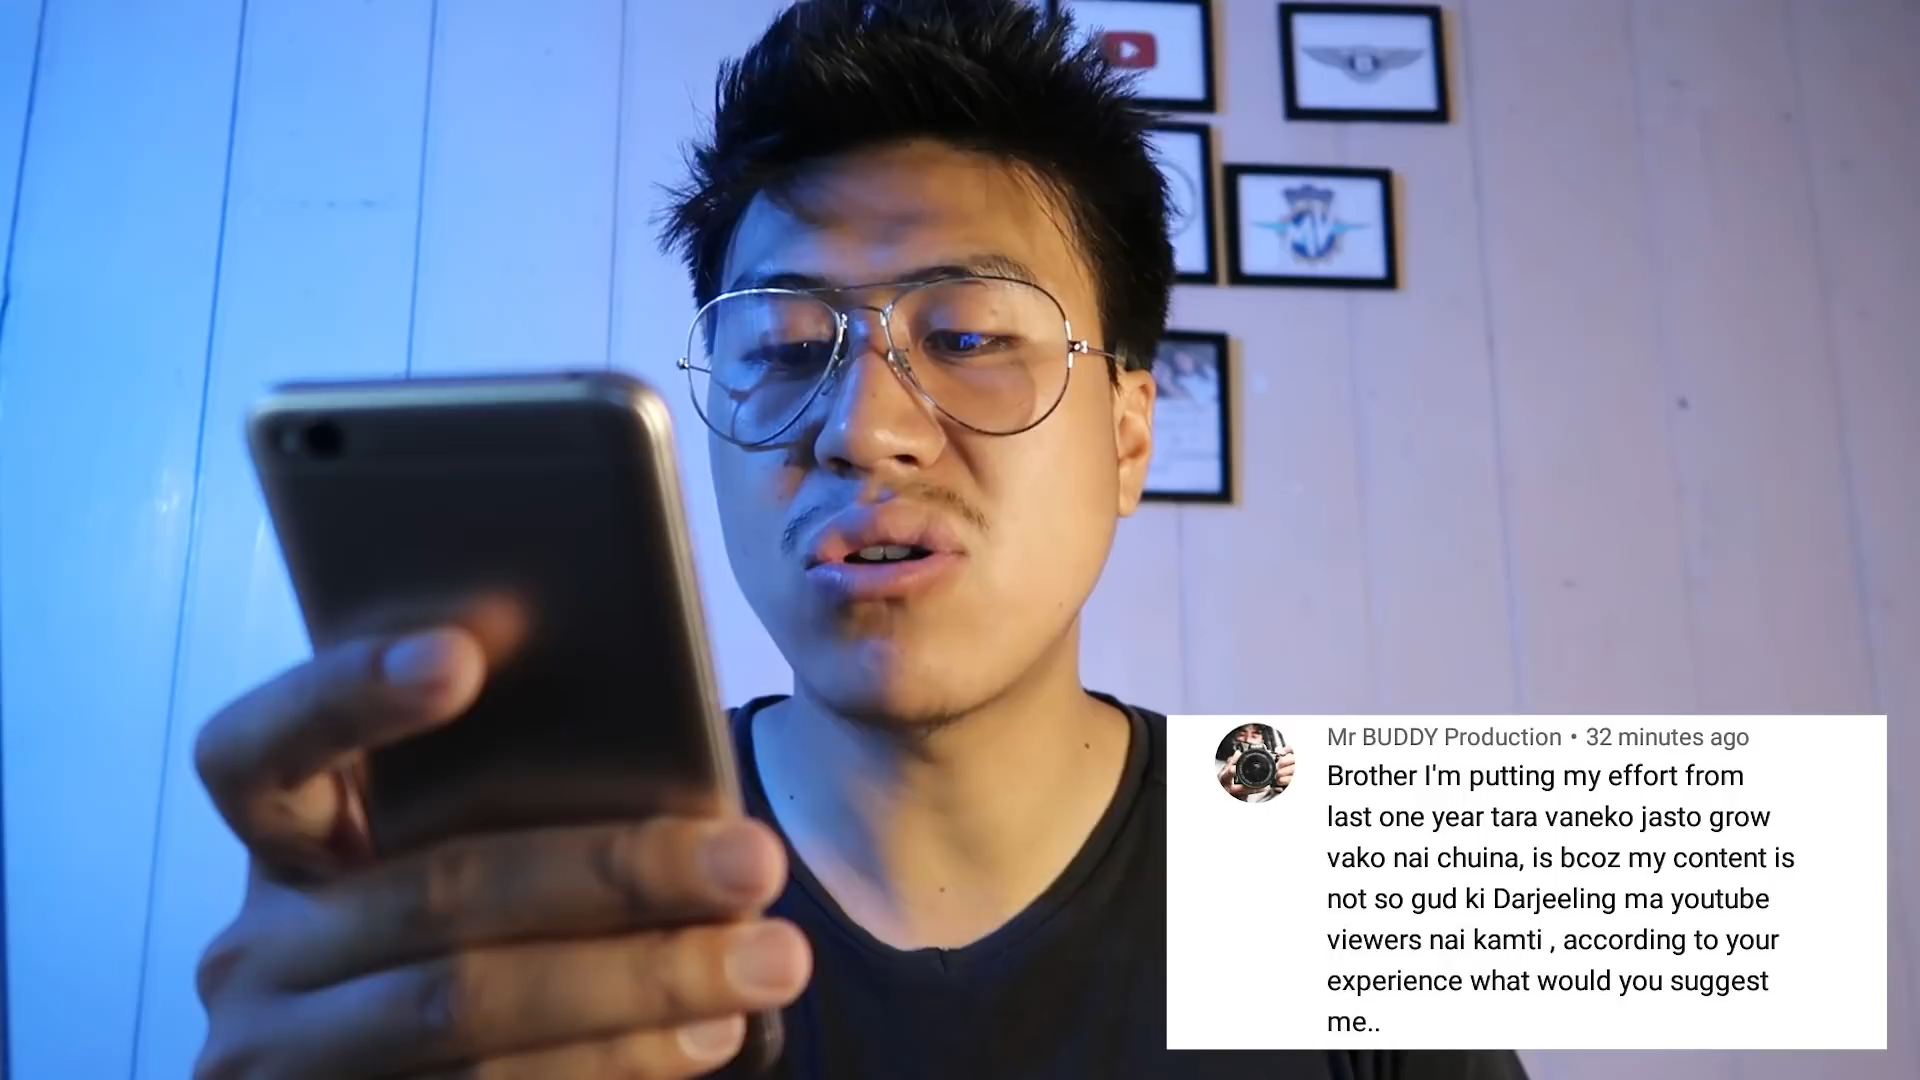 Mr BUDDY Production • 32 minutes ago
Brother I'm putting my effort from
last one year tara vaneko jasto grow
vako nai chuina, is bcoz my content is
not so gud ki Darjeeling ma youtube
viewers nai kamti , according to your
experience what would you suggest
me..
B
MV